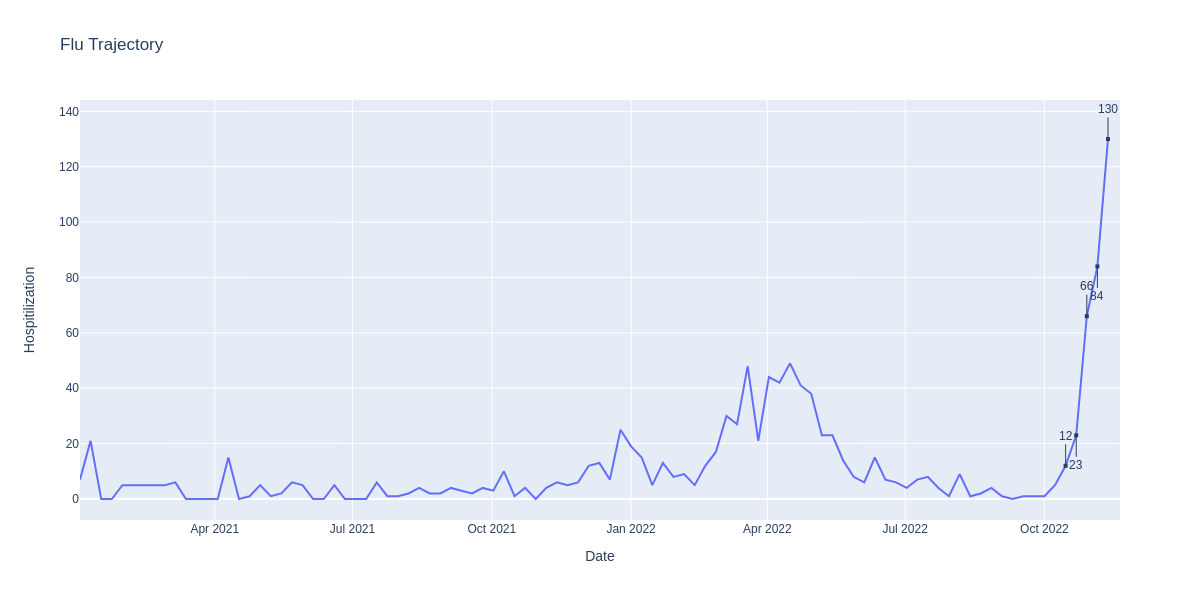 Flu Trajectory
140
120
100
80
60
40
20
0
Hospitilization
130
66
84
12
23
Apr 2021
Jul 2021
Oct 2021
Jan 2022
Apr 2022
Jul 2022
Oct 2022
Date